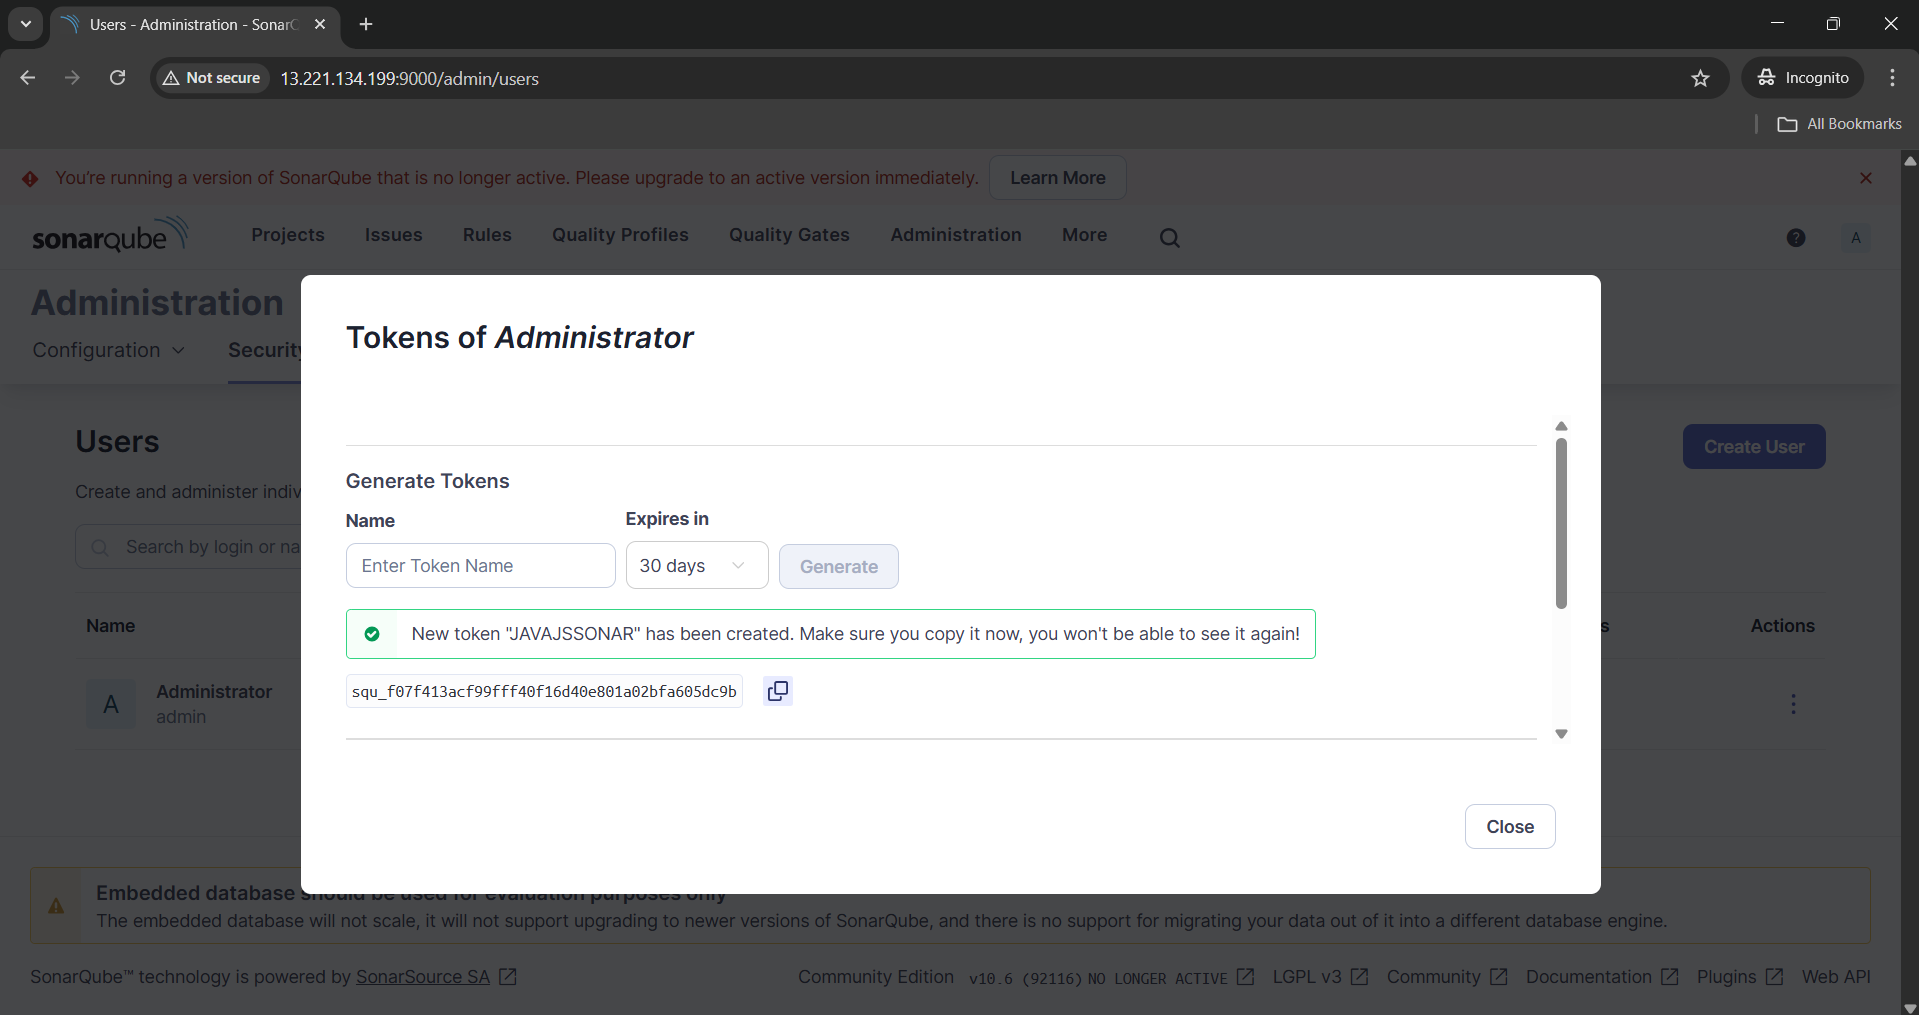 Users - Administration - Sonar
Not secure
13.221.134.199:9000/admin/users
Incognito
All Bookmarks
You're running a version of SonarQube that is no longer active. Please upgrade to an active version immediately.
Learn More
sonarqube
Projects
Issues
Rules
Quality Profiles
Quality Gates
Administration
More
A
Administration
Configuration
Security
Tokens of Administrator
Users
Create User
Create and administer indiv
Search by login or na
Generate Tokens
Name
Expires in
Enter Token Name
30 days
Generate
New token "JAVAJSSONAR" has been created. Make sure you copy it now, you won't be able to see it again!
squ_f07f413acf99fff40f16d40e801a02bfa605dc9b
Name
s
Actions
A
Administrator
admin
Close
Embedded database should be used for evaluation purposes only
The embedded database will not scale, it will not support upgrading to newer versions of SonarQube, and there is no support for migrating your data out of it into a different database engine.
SonarQube™ technology is powered by SonarSource SA
Community Edition
v10.6 (92116) NO LONGER ACTIVE
LGPL v3
Community
Documentation
Plugins
Web API